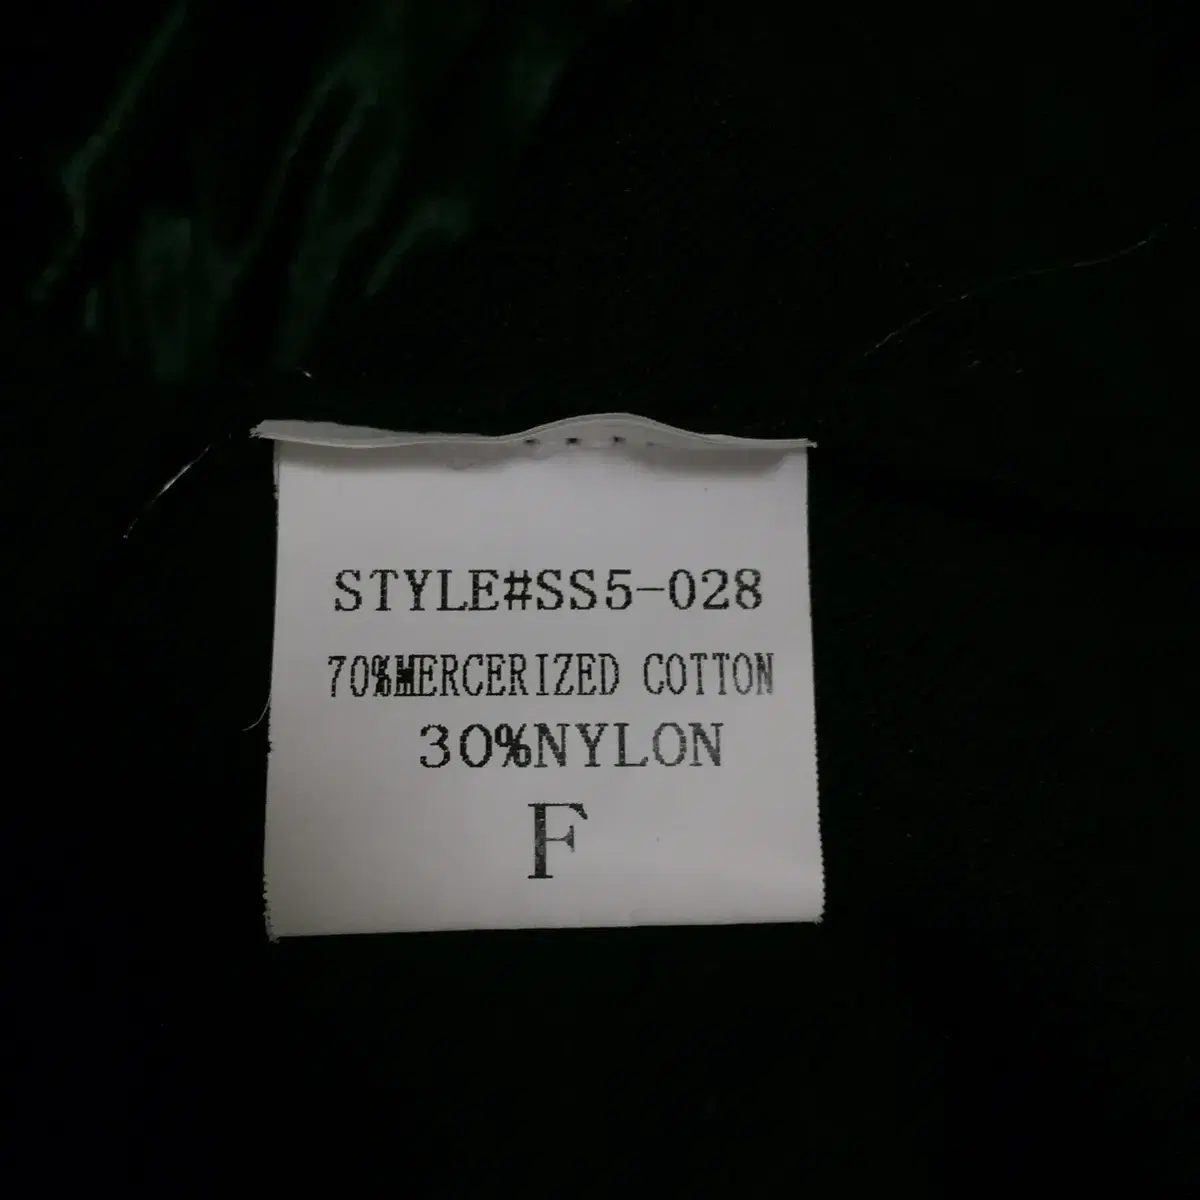 STYLE#SS5-028
70%MERCERIZED COTTON
30%NYLON
F